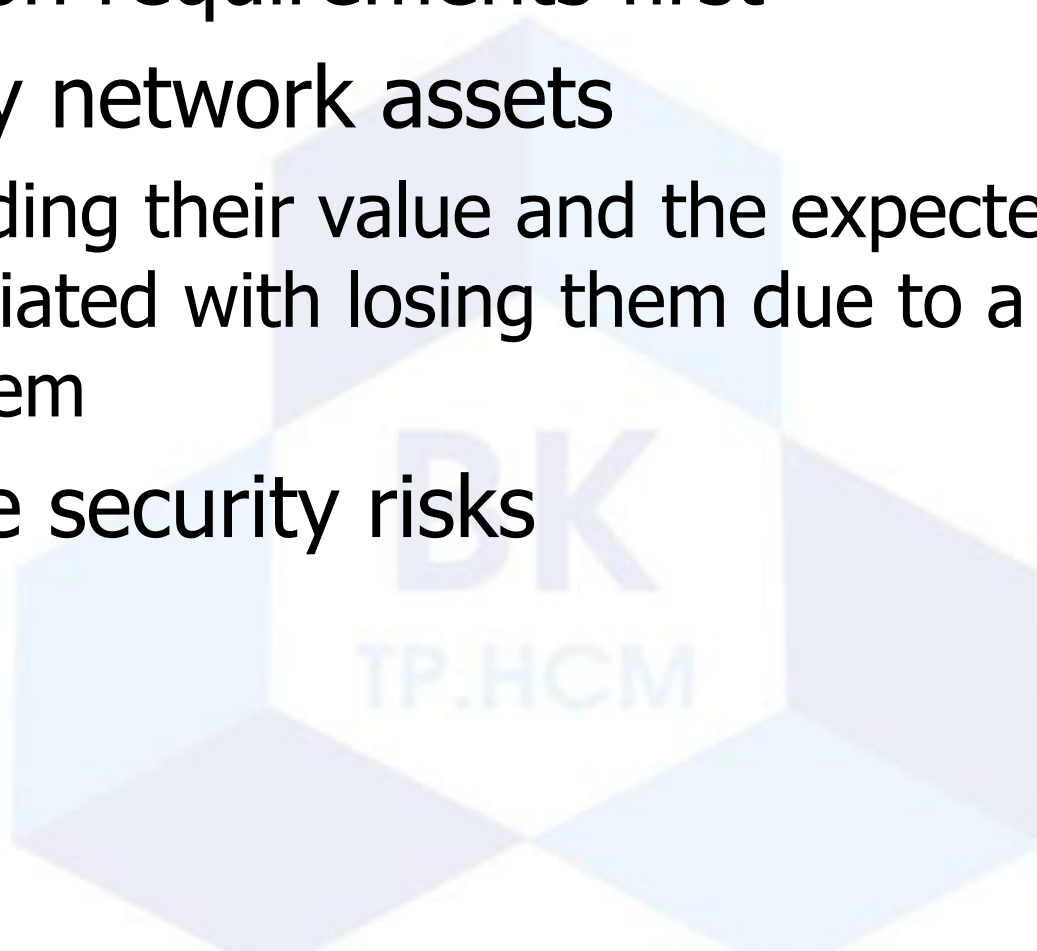 on requirements first
y network assets
ding their value and the expecte
iated with losing them due to a
em
e security risks
BK
TP.HCM